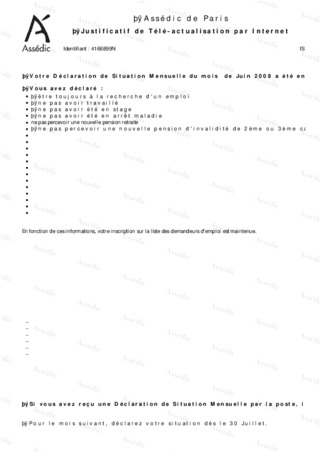 þÿAssédic de Paris
þÿJustificatif de Télé-actualisation par Internet
Assédic
Identifiant : 4166899N
IS
þÿVotre Déclaration de Situation Mensuelle du mois de Juin 2008 a été en
þÿVous avez déclaré :
• þÿêtre toujours à la recherche d'un emploi
• þÿne pas avoir travaillé
• þÿne pas avoir été en stage
• þÿne pas avoir été en arrêt maladie
• ne pas percevoir une nouvelle pension retraite
• þÿne pas percevoir une nouvelle pension d'invalidité de 2ème ou 3ème ca
En fonction de ces informations, votre inscription sur la liste des demandeurs d'emploi est maintenue.
þÿSi vous avez reçu une Déclaration de Situation Mensuelle par la poste, i
þÿPour le mois suivant, déclarez votre situation dès le 30 Juillet.